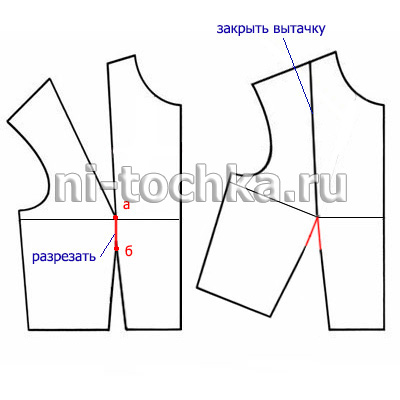 закрыть вытачку
ni-tochka.ru
а
разрезать
б